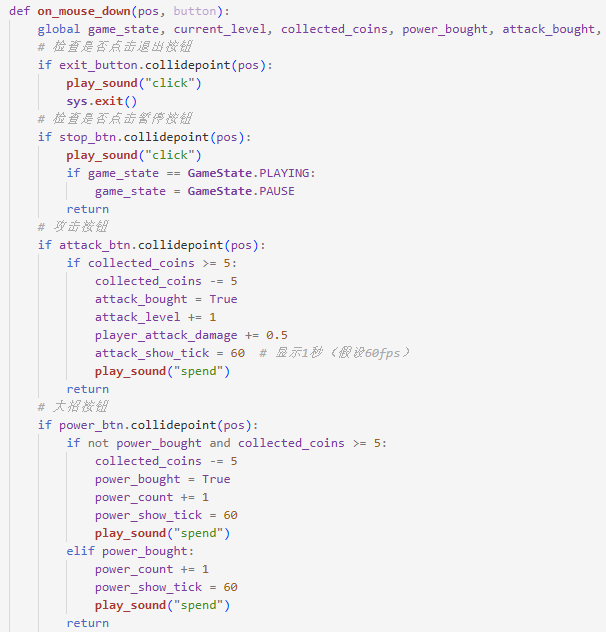 def on_mouse_down(pos, button):
    global game_state, current_level, collected_coins, power_bought, attack_bought,
    # 检查是否点击退出按钮
    if exit_button.collidepoint(pos):
        play_sound("click")
        sys.exit()
    # 检查是否点击暂停按钮
    if stop_btn.collidepoint(pos):
        play_sound("click")
        if game_state == GameState.PLAYING:
            game_state = GameState.PAUSE
        return
    # 攻击按钮
    if attack_btn.collidepoint(pos):
        if collected_coins >= 5:
            collected_coins -= 5
            attack_bought = True
            attack_level += 1
            player_attack_damage += 0.5
            attack_show_tick = 60  # 显示1秒（假设60fps）
            play_sound("spend")
        return
    # 大招按钮
    if power_btn.collidepoint(pos):
        if not power_bought and collected_coins >= 5:
            collected_coins -= 5
            power_bought = True
            power_count += 1
            power_show_tick = 60
            play_sound("spend")
        elif power_bought:
            power_count += 1
            power_show_tick = 60
            play_sound("spend")
        return